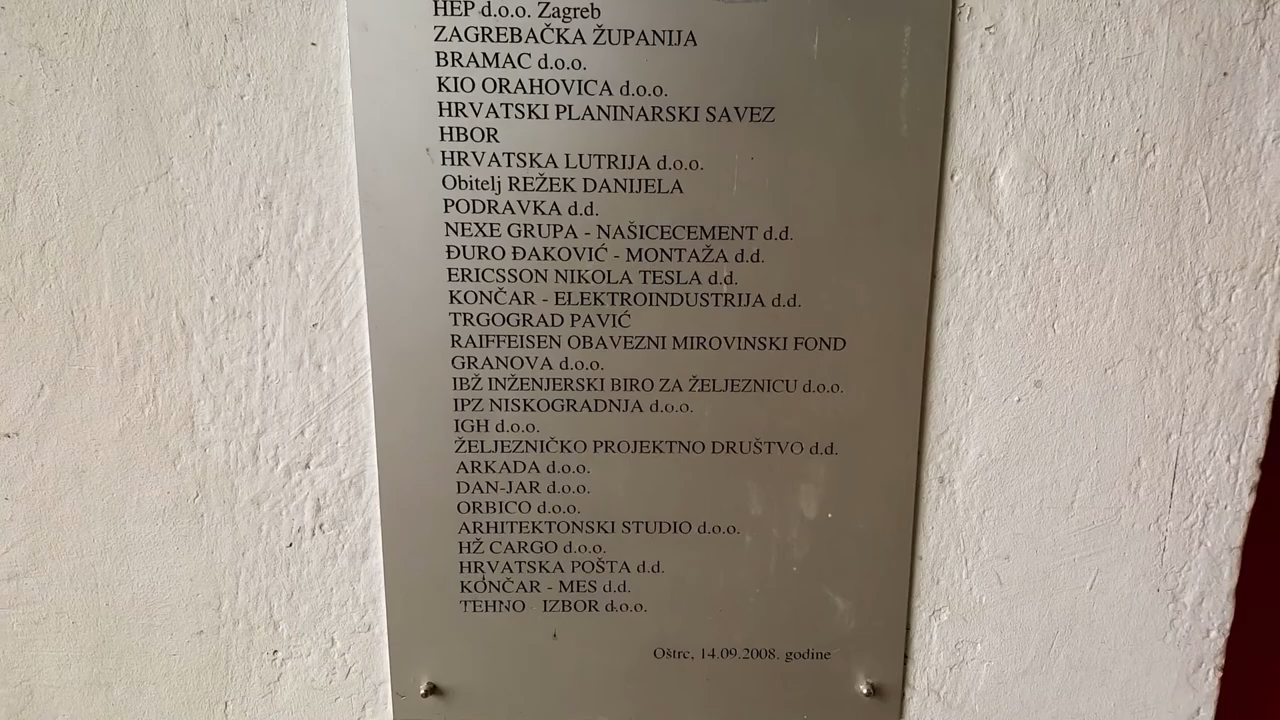 HEP d.o.o. Zagreb
ZAGREBAČKA ŽUPANIJA
BRAMAC d.o.o.
KIO ORAHOVICA d.o.o.
HRVATSKI PLANINARSKI SAVEZ
HBOR
HRVATSKA LUTRIJA d.o.o.
Obitelj REŽEK DANIJELA
PODRAVKA d.d.
NEXE GRUPA - NAŠICECEMENT d.d.
ĐURO ĐAKOVIĆ - MONTAŽA d.d.
ERICSSON NIKOLA TESLA d.d.
KONČAR - ELEKTROINDUSTRIJA d.d.
TRGOGRAD PAVIĆ
RAIFFEISEN OBAVEZNI MIROVINSKI FOND
GRANOVA d.o.o.
IBŽ INŽENJERSKI BIRO ZA ŽELJEZNICU d.o.o.
IPZ NISKOGRADNJA d.o.o.
IGH d.o.o.
ŽELJEZNIČKO PROJEKTNO DRUŠTVO d.d.
ARKADA d.o.o.
DAN-JAR d.o.o.
ORBICO d.o.o.
ARHITEKTONSKI STUDIO d.o.o.
HŽ CARGO d.o.o.
HRVATSKA POŠTA d.d.
KONČAR - MES d.d.
TEHNO - IZBOR d.o.o.
Oštrc, 14.09.2008. godine